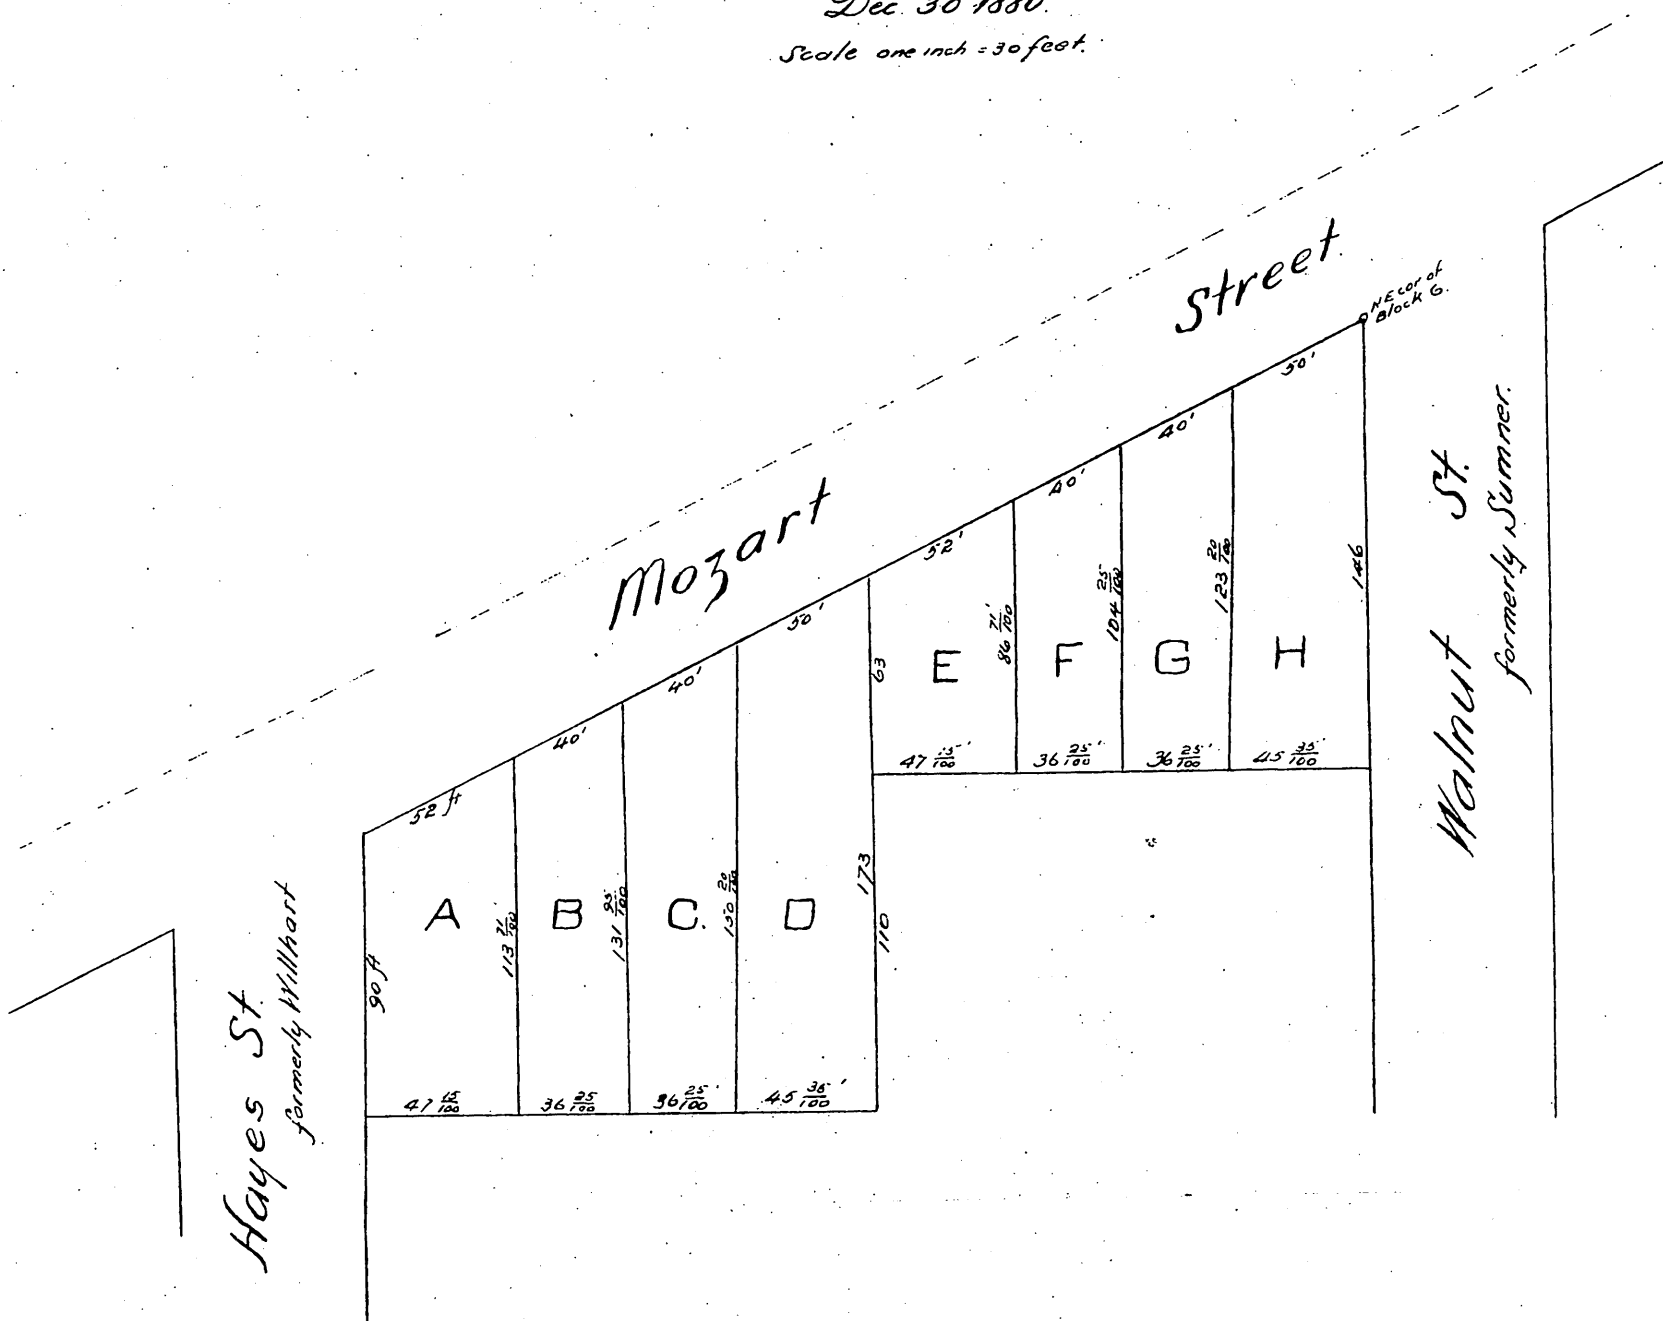 Dec. 30 1880.
Scale one inch = 30 feet.
Mozart Street
NE cor of
Block 6.
50'
40'
40'
52'
50'
40'
40'
52 ft
146
123 20/100
104 25/100
86 71/100'
63
E
F
G
H
47 15/100'
36 25/100'
36 25/100'
45 35/100'
173
110
150 20/100
131 95/100
113 71/100'
90 ft
A
B
C.
D
47 15/100
36 25/100
36 25/100'
45 35/100'
Hayes St.
formerly Willhart
Walnut St.
formerly Sumner.